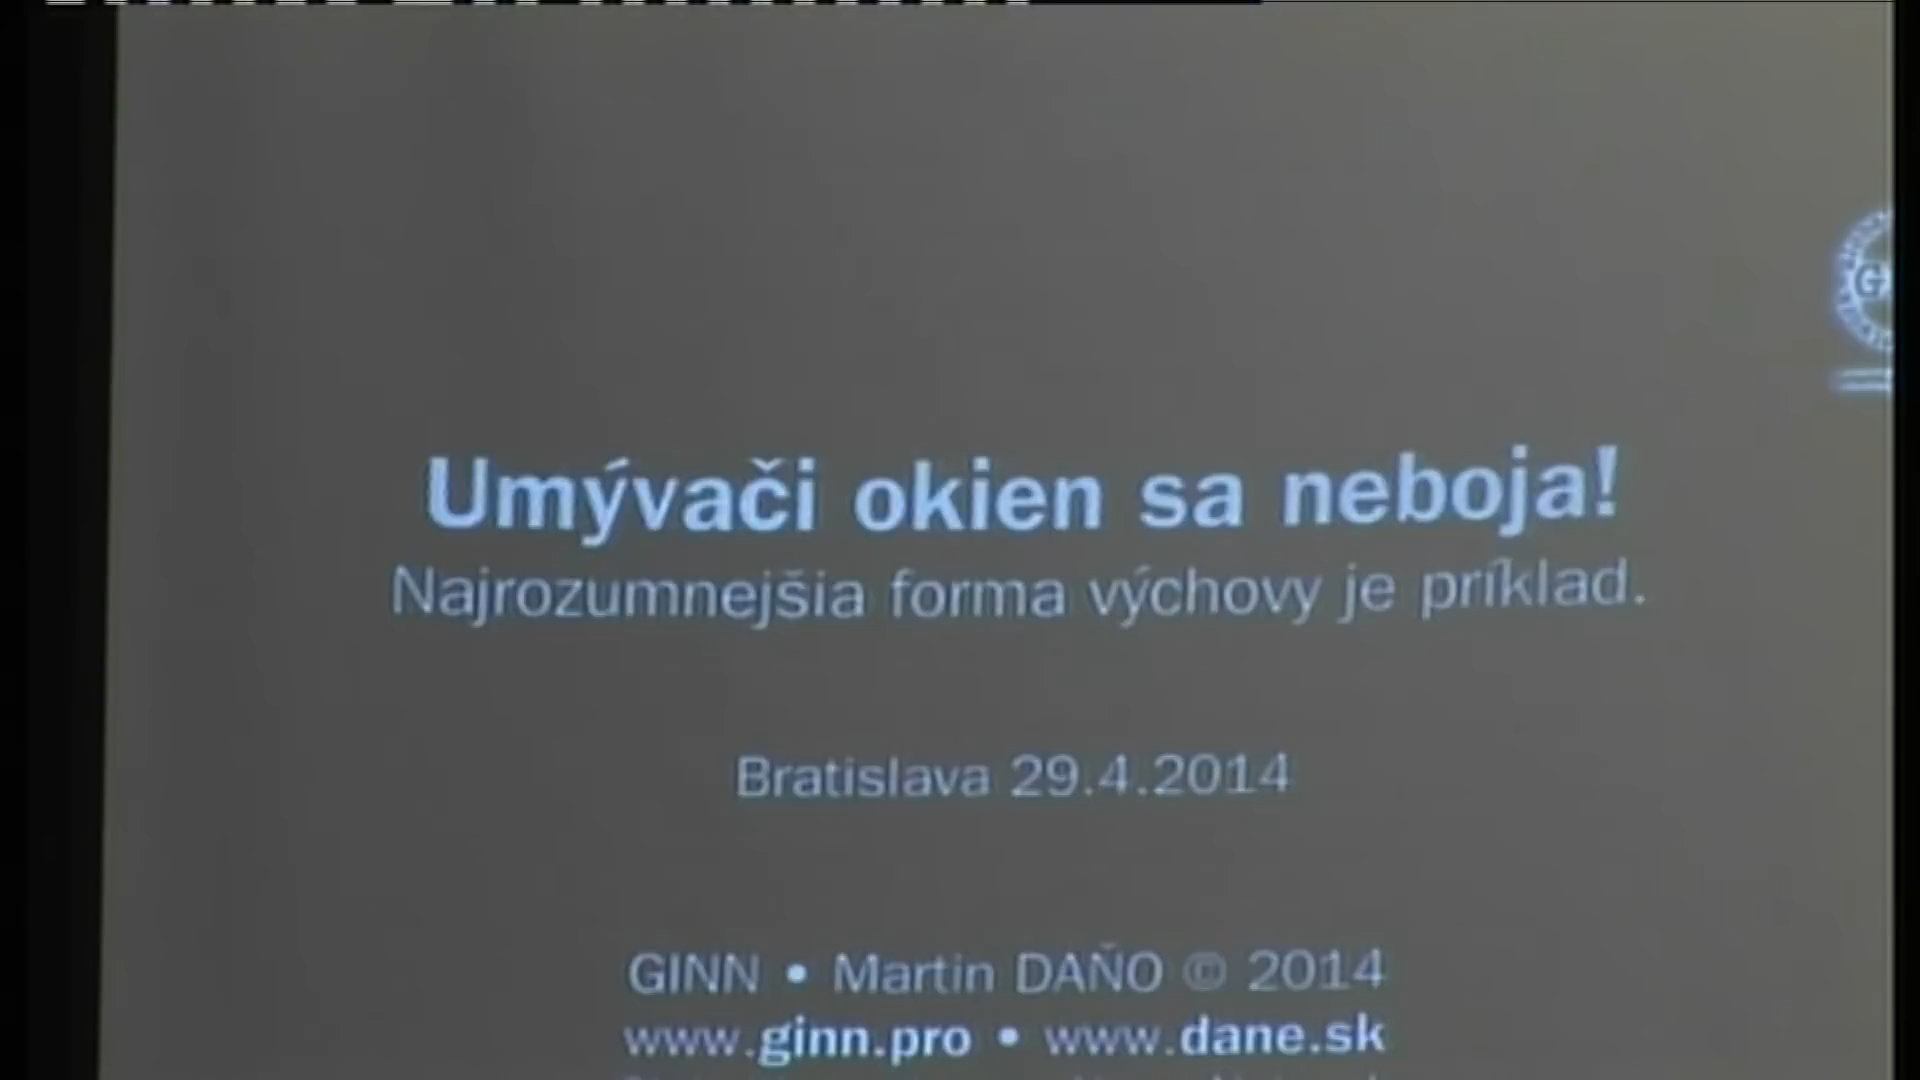 G
Umývači okien sa neboja!
Najrozumnejšia forma výchovy je príklad.
Bratislava 29.4.2014
GINN • Martin DAŇO © 2014
www.ginn.pro • www.dane.sk